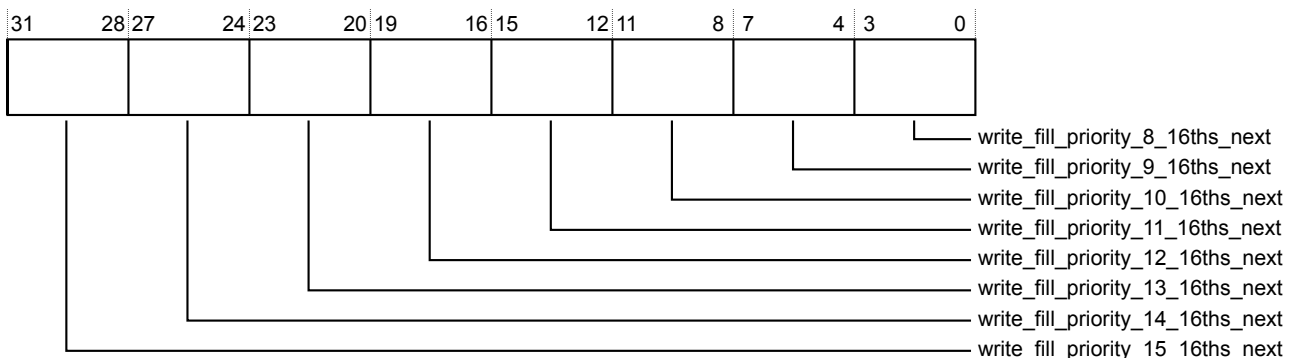 31 28 27 24 23 20 19 16 15 12 11 8 7 4 3 0
write_fill_priority_8_16ths_next
write_fill_priority_9_16ths_next
write_fill_priority_10_16ths_next
write_fill_priority_11_16ths_next
write_fill_priority_12_16ths_next
write_fill_priority_13_16ths_next
write_fill_priority_14_16ths_next
write_fill_priority_15_16ths_next